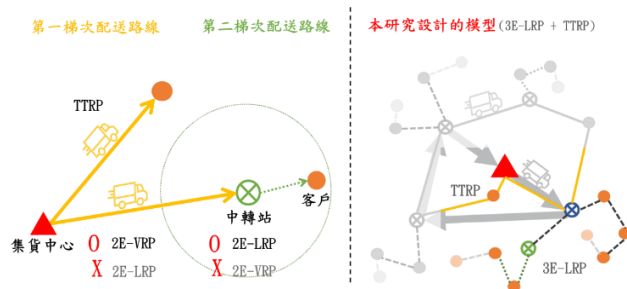 第一梯次配送路線
第二梯次配送路線
TTRP
中轉站
客戶
集貨中心
O 2E-VRP
X 2E-LRP
O 2E-LRP
X 2E-VRP
本研究設計的模型(3E-LRP + TTRP)
TTRP
3E-LRP